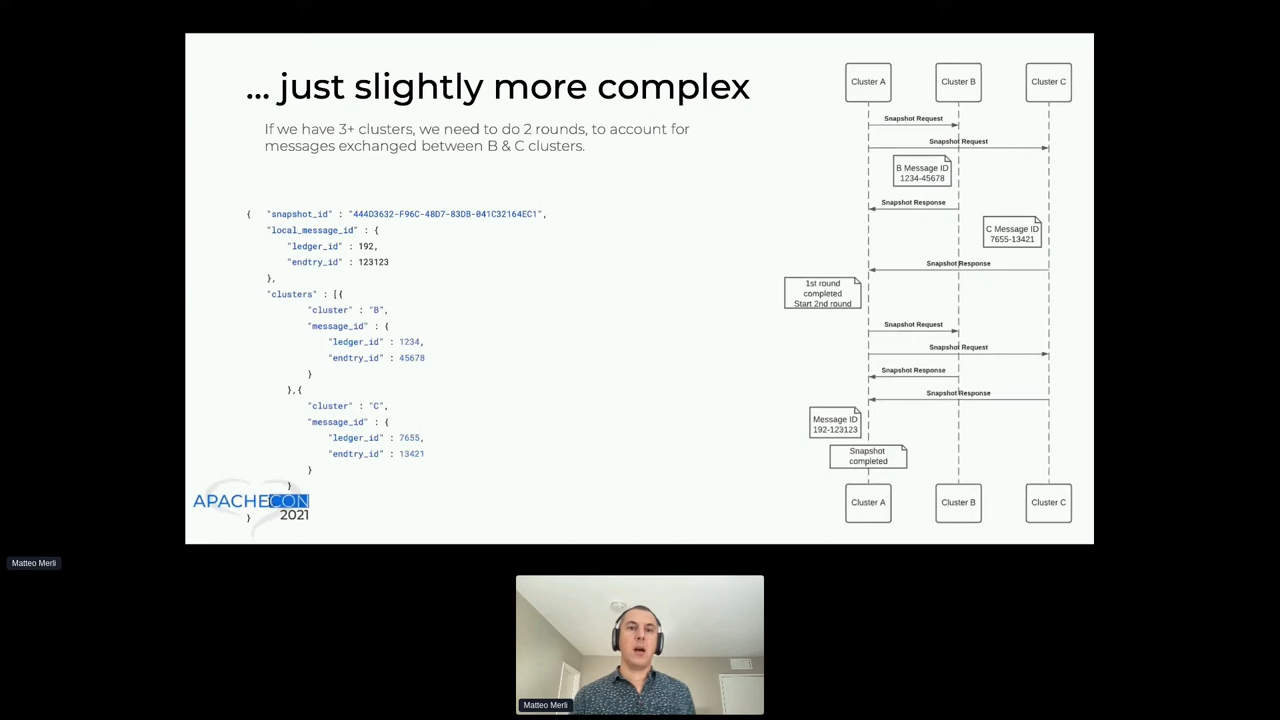 ... just slightly more complex
If we have 3+ clusters, we need to do 2 rounds, to account for
messages exchanged between B & C clusters.
{ "snapshot_id" : "444D3632-F96C-48D7-83DB-041C32164EC1",
"local_message_id" : {
"ledger_id" : 192,
"endtry_id" : 123123
},
"clusters" : [{
"cluster" : "B",
"message_id" : {
"ledger_id" : 1234,
"endtry_id" : 45678
}
},{
"cluster" : "C",
"message_id" : {
"ledger_id" : 7655,
"endtry_id" : 13421
}
}
}
APACHECON
2021
Cluster A
Cluster B
Cluster C
Snapshot Request
Snapshot Request
B Message ID
1234-45678
Snapshot Response
C Message ID
7655-13421
Snapshot Response
1st round
completed
Start 2nd round
Snapshot Request
Snapshot Request
Snapshot Response
Snapshot Response
Message ID
192-123123
Snapshot
completed
Cluster A
Cluster B
Cluster C
Matteo Merli
Matteo Merli